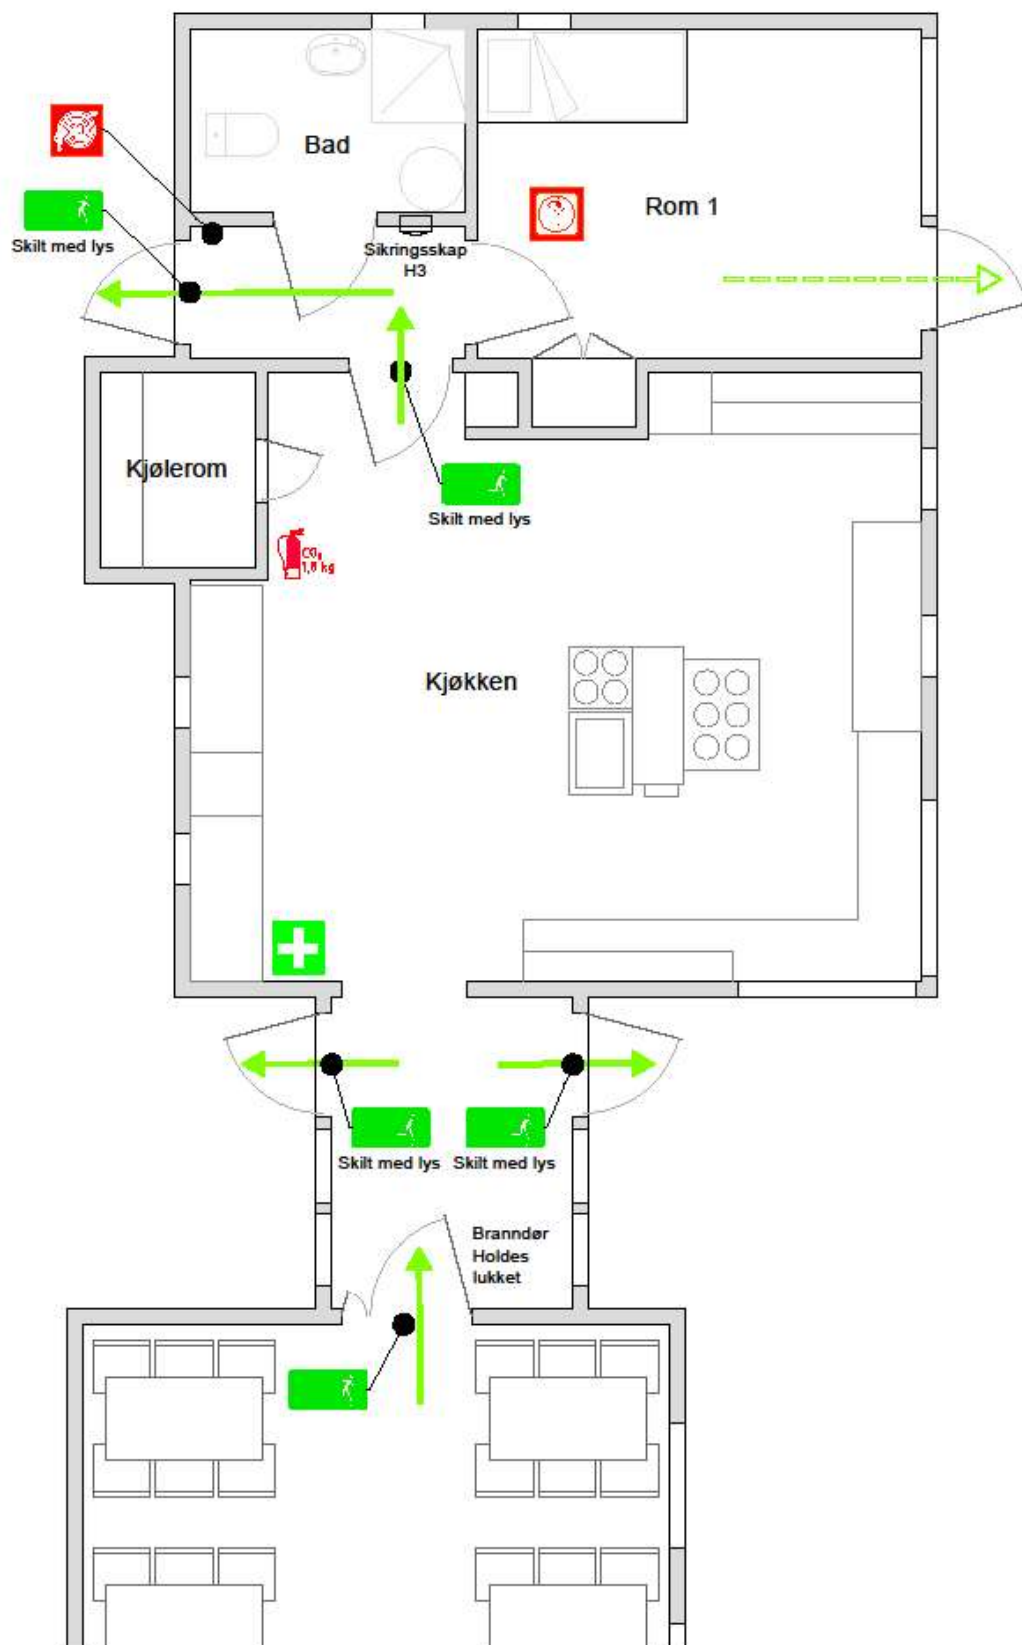 Bad
Rom 1
Skilt med lys
Sikringsskap
H3
Kjølerom
Skilt med lys
CO₂
1,8 kg
Kjøkken
Skilt med lys
Skilt med lys
Branndør
Holdes
lukket